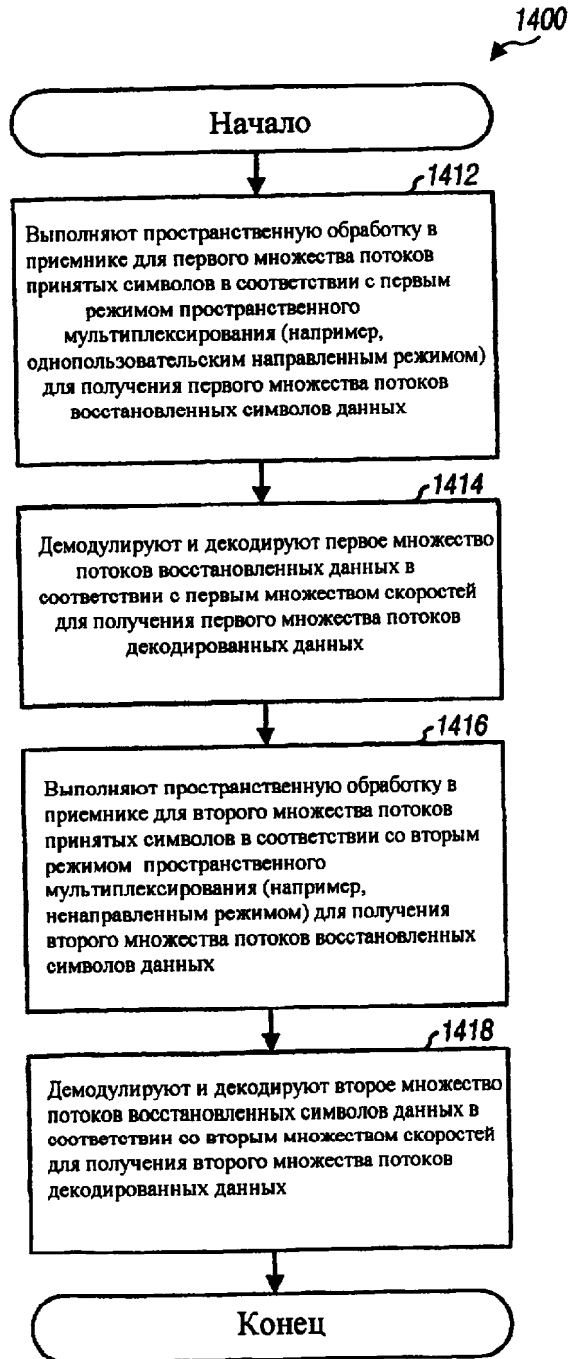 1400
Начало
1412
Выполняют пространственную обработку в
приемнике для первого множества потоков
принятых символов в соответствии с первым
режимом пространственного
мультиплексирования (например,
однопользовательским направленным режимом)
для получения первого множества потоков
восстановленных символов данных
1414
Демодулируют и декодируют первое множество
потоков восстановленных данных в
соответствии с первым множеством скоростей
для получения первого множества потоков
декодированных данных
1416
Выполняют пространственную обработку в
приемнике для второго множества потоков
принятых символов в соответствии со вторым
режимом пространственного
мультиплексирования (например,
ненаправленным режимом) для получения
второго множества потоков восстановленных
символов данных
1418
Демодулируют и декодируют второе множество
потоков восстановленных символов данных в
соответствии со вторым множеством скоростей
для получения второго множества потоков
декодированных данных
Конец